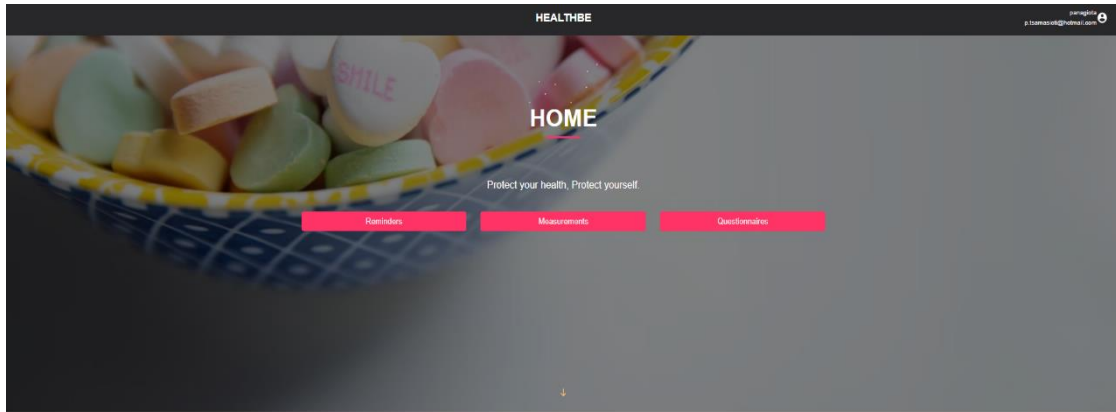 HEALTHBE
panagiota
p.tsamasioti@hotmail.com
SMILE
HOME
Protect your health, Protect yourself.
Reminders
Measurements
Questionnaires